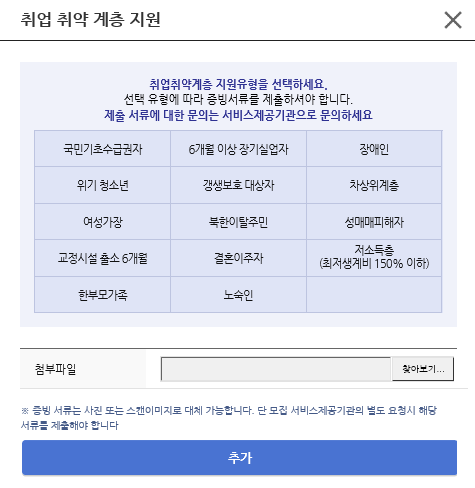 취업 취약 계층 지원
취업취약계층 지원유형을 선택하세요.
선택 유형에 따라 증빙서류를 제출하셔야 합니다.
제출 서류에 대한 문의는 서비스제공기관으로 문의하세요
국민기초수급권자 6개월 이상 장기실업자 장애인
위기 청소년 갱생보호 대상자 차상위계층
여성가장 북한이탈주민 성매매피해자
교정시설 출소 6개월 결혼이주자 저소득층
(최저생계비 150% 이하)
한부모가족 노숙인
첨부파일 찾아보기...
※ 증빙 서류는 사진 또는 스캔이미지로 대체 가능합니다. 단 모집 서비스제공기관의 별도 요청시 해당
서류를 제출해야 합니다
추가